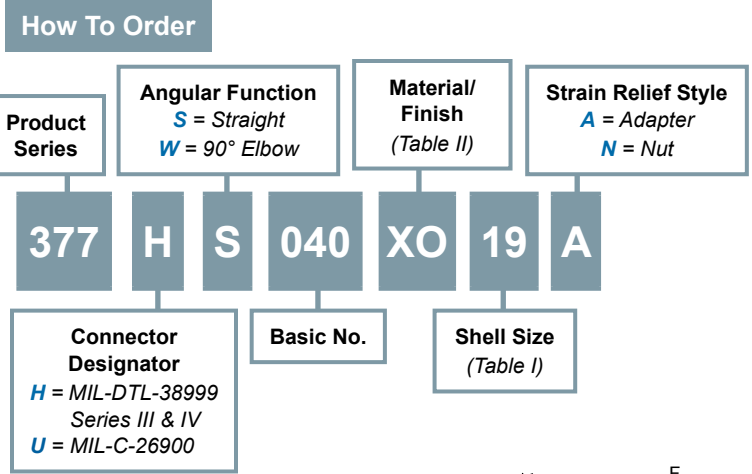 How To Order
Product
Series
Angular Function
S = Straight
W = 90° Elbow
Material/
Finish
(Table II)
Strain Relief Style
A = Adapter
N = Nut
377 H S 040 XO 19 A
Connector
Designator
H = MIL-DTL-38999
Series III & IV
U = MIL-C-26900
Basic No.
Shell Size
(Table I)
E